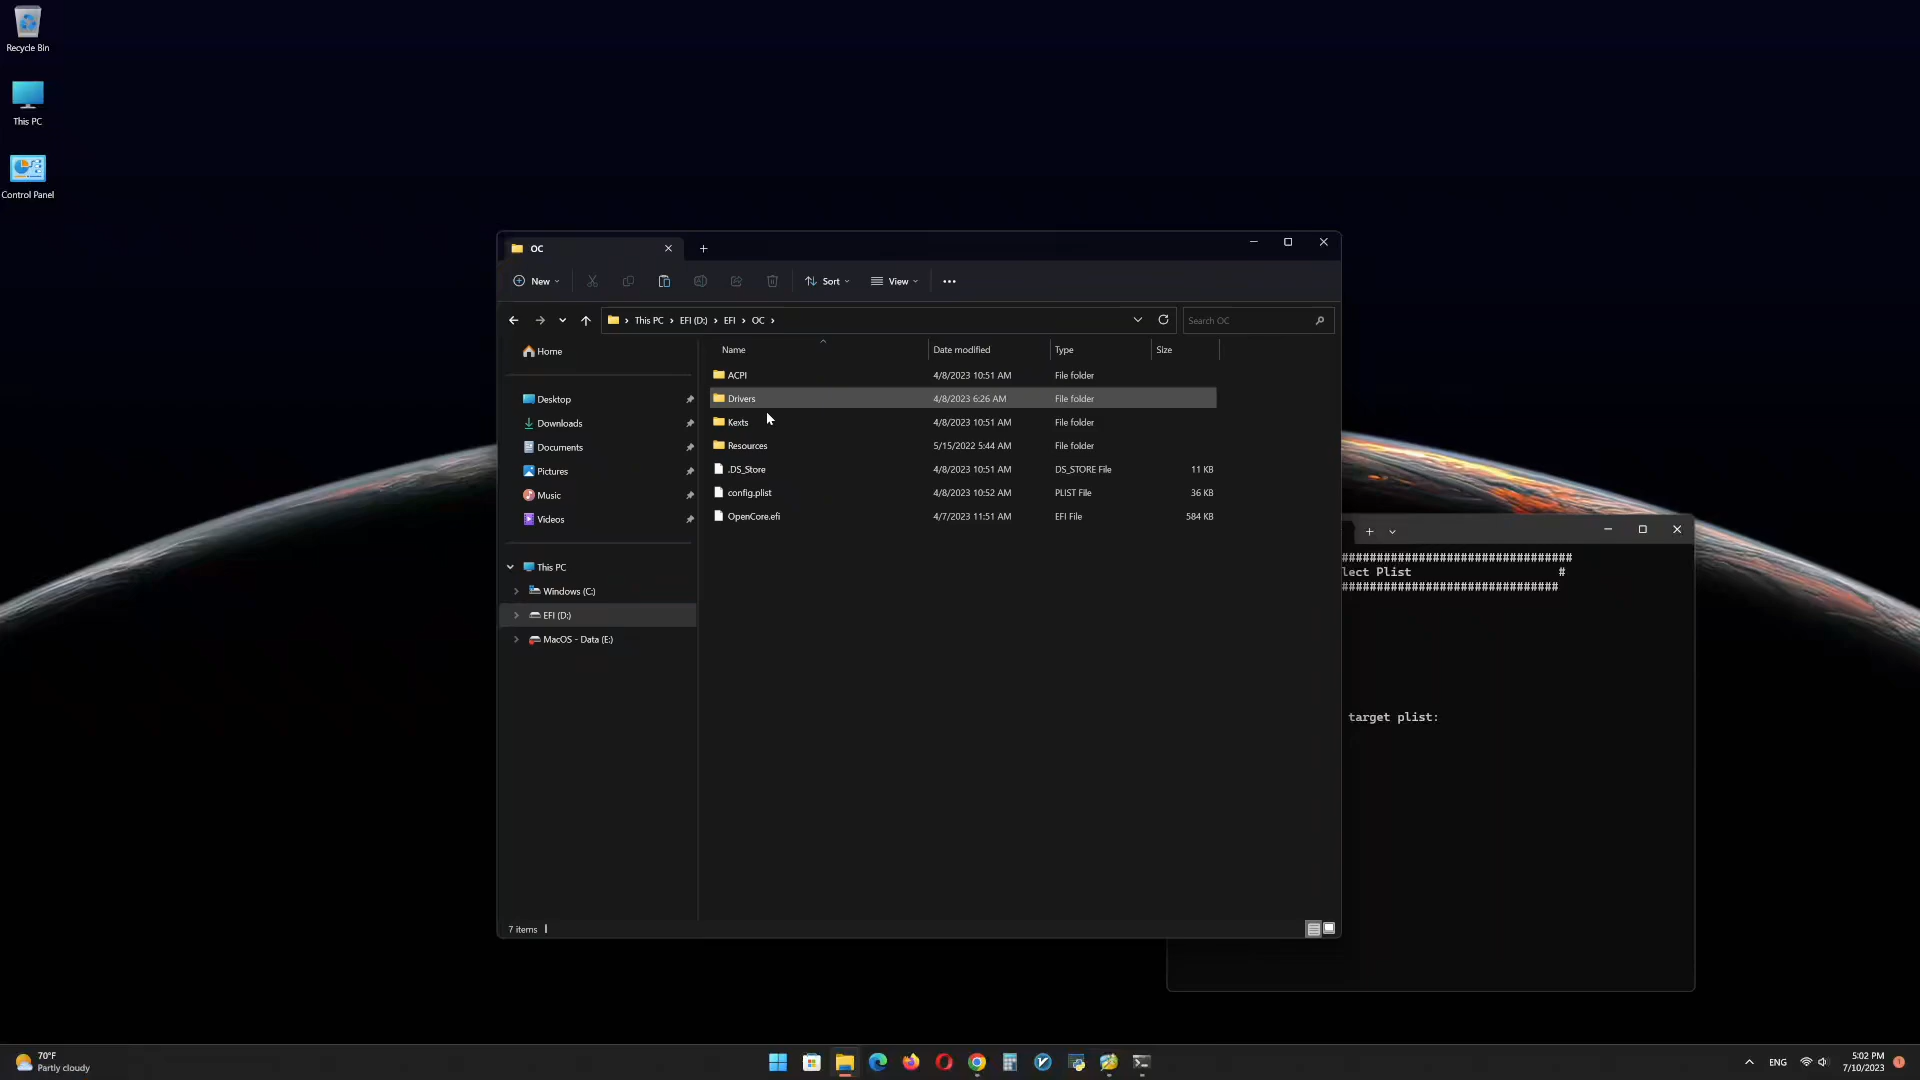 Recycle Bin
This PC
Control Panel
OC
New
Sort
View
This PC
EFI (D:)
EFI
OC
Search OC
Home
Desktop
Downloads
Documents
Pictures
Music
Videos
This PC
Windows (C:)
EFI (D:)
MacOS - Data (E:)
Name Date modified Type Size
ACPI 4/8/2023 10:51 AM File folder
Drivers 4/8/2023 6:26 AM File folder
Kexts 4/8/2023 10:51 AM File folder
Resources 5/15/2022 5:44 AM File folder
.DS_Store 4/8/2023 10:51 AM DS_STORE File 11 KB
config.plist 4/8/2023 10:52 AM PLIST File 36 KB
OpenCore.efi 4/7/2023 11:51 AM EFI File 584 KB
7 items
#################################
lect Plist #
###############################
target plist:
70°F
Partly cloudy
ENG
5:02 PM
7/10/2023
1